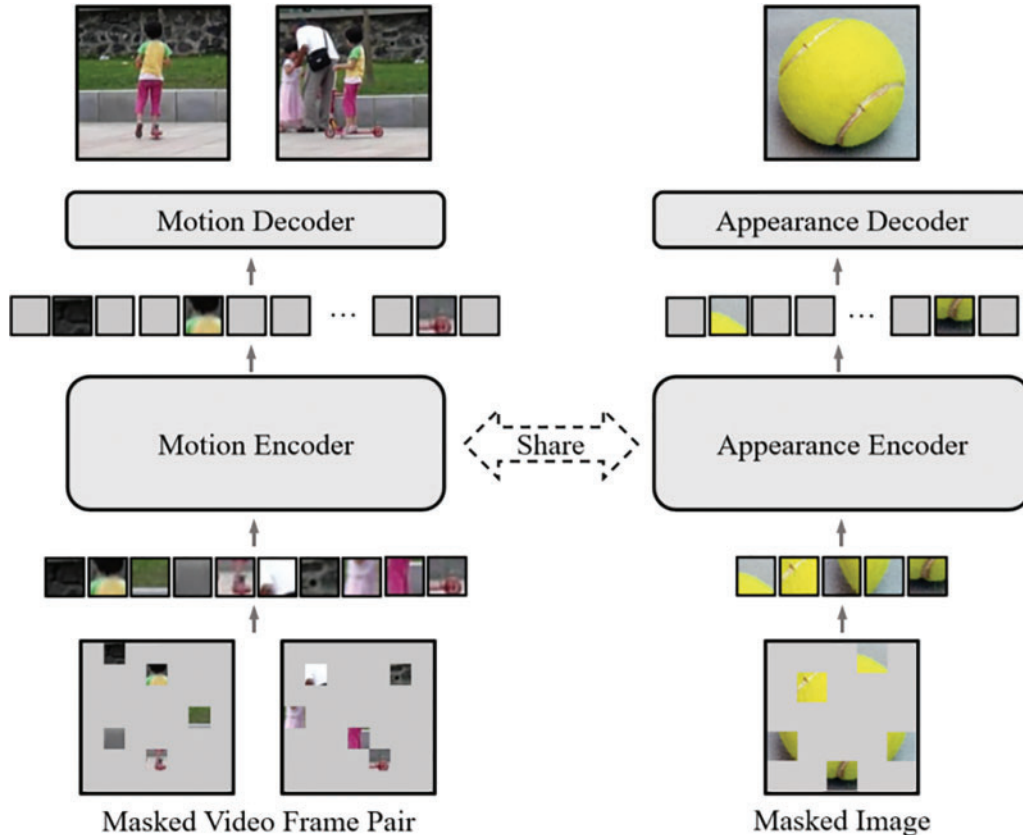 Motion Decoder
Appearance Decoder
...
...
Motion Encoder
Share
Appearance Encoder
Masked Video Frame Pair
Masked Image